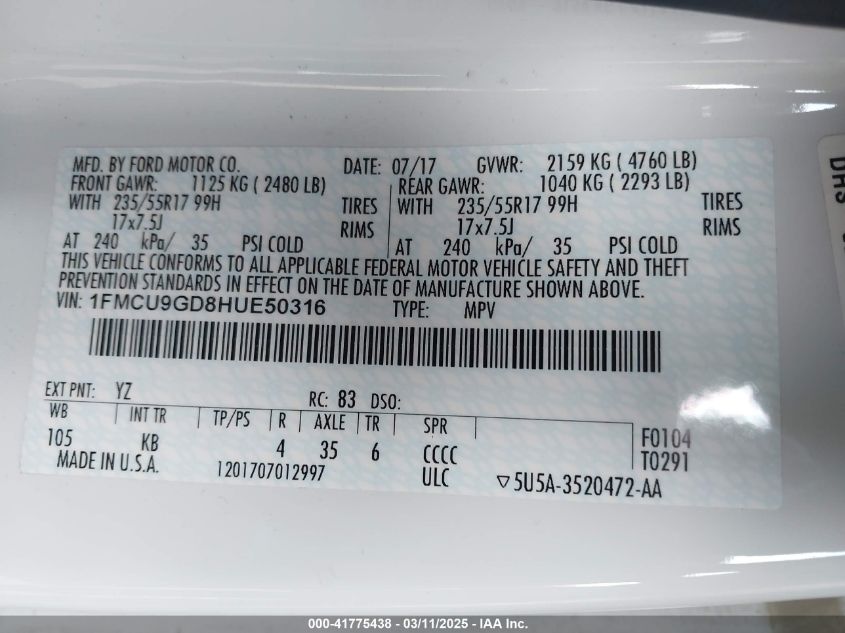 MFD. BY FORD MOTOR CO. DATE: 07/17 GVWR: 2159 KG ( 4760 LB)
FRONT GAWR: 1125 KG ( 2480 LB) REAR GAWR: 1040 KG ( 2293 LB)
WITH 235/55R17 99H TIRES WITH 235/55R17 99H TIRES
17x7.5J RIMS 17x7.5J RIMS
AT 240 kPa/ 35 PSI COLD AT 240 kPa/ 35 PSI COLD
THIS VEHICLE CONFORMS TO ALL APPLICABLE FEDERAL MOTOR VEHICLE SAFETY AND THEFT
PREVENTION STANDARDS IN EFFECT ON THE DATE OF MANUFACTURE SHOWN ABOVE.
VIN: 1FMCU9GD8HUE50316 TYPE: MPV
EXT PNT: YZ RC: 83 DSO:
WB INT TR TP/PS R AXLE TR SPR
105 KB 4 35 6 CCCC F0104
MADE IN U.S.A. 1201707012997 ULC ▽5U5A-3520472-AA T0291
DHS
000-41775438 - 03/11/2025 - IAA Inc.